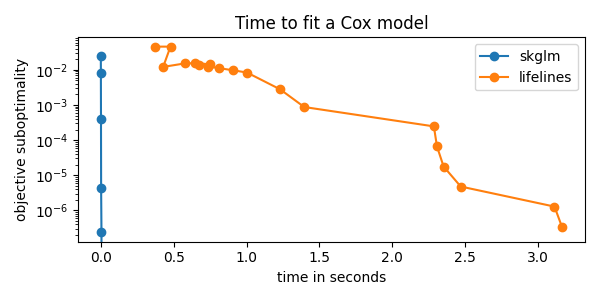 Time to fit a Cox model
objective suboptimality
10⁻²
10⁻³
10⁻⁴
10⁻⁵
10⁻⁶
skglm
lifelines
0.0 0.5 1.0 1.5 2.0 2.5 3.0
time in seconds